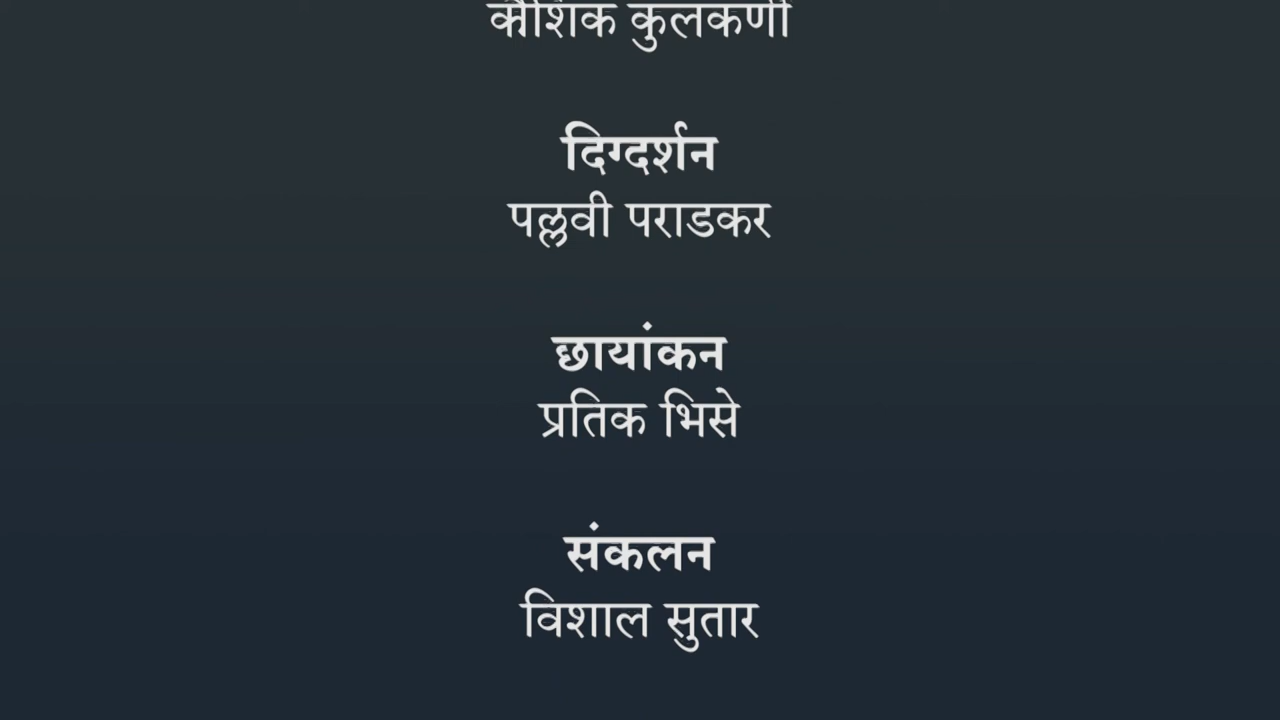 कौशिक कुलकर्णी
दिग्दर्शन
पल्लवी पराडकर
छायांकन
प्रतिक भिसे
संकलन
विशाल सुतार